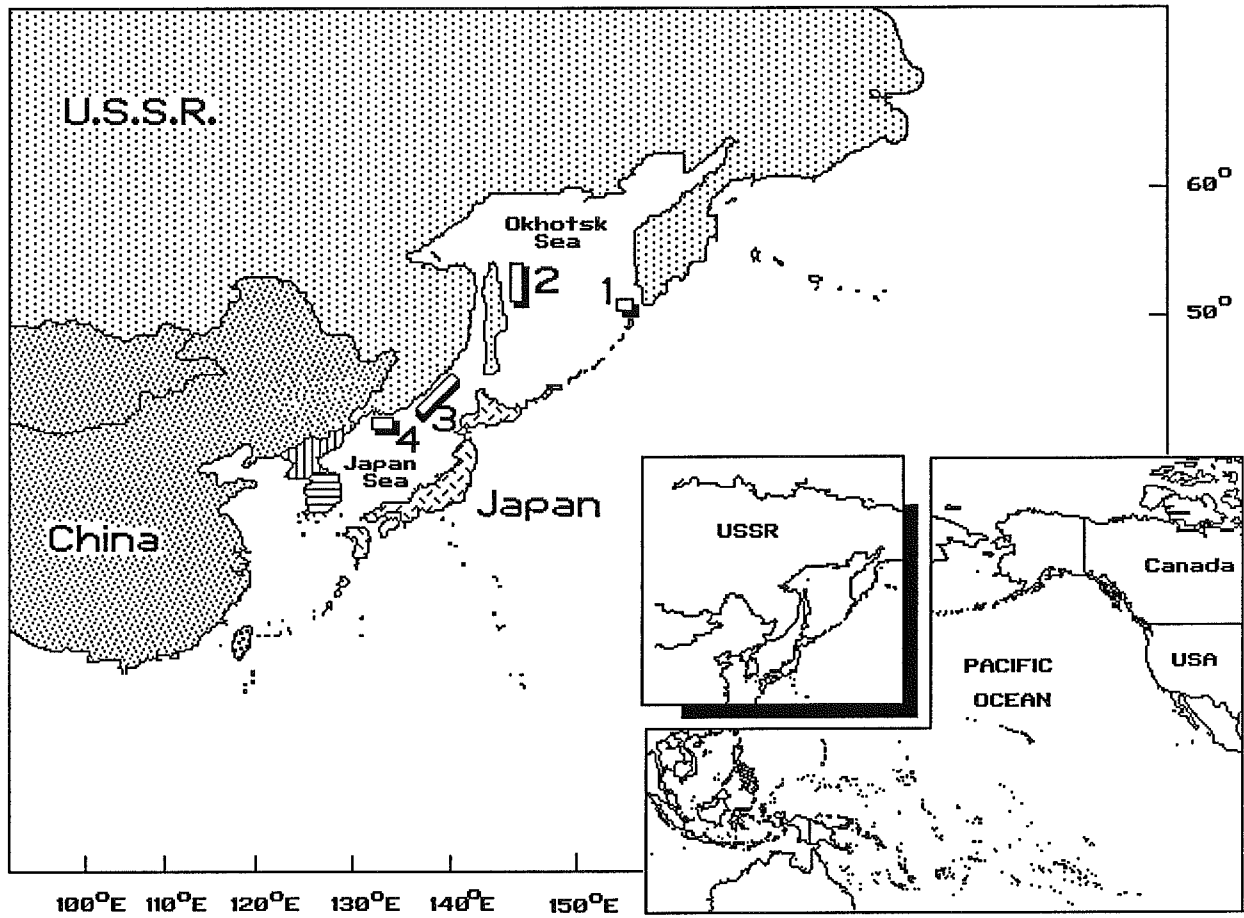 U.S.S.R.
60°
Okhotsk
Sea
2
1
50°
3
4
Japan
Sea
Japan
China
USSR
Canada
USA
PACIFIC
OCEAN
100°E 110°E 120°E 130°E 140°E 150°E